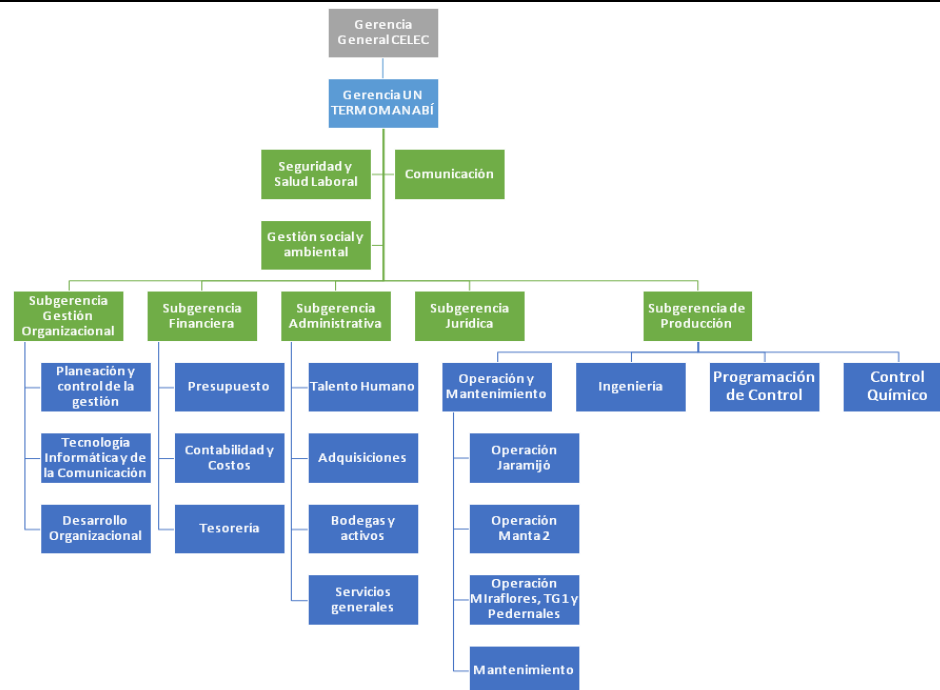 Gerencia
General CELEC
Gerencia UN
TERMOMANABÍ
Seguridad y
Salud Laboral
Comunicación
Gestión social y
ambiental
Subgerencia
Gestión
Organizacional
Subgerencia
Financiera
Subgerencia
Administrativa
Subgerencia
Jurídica
Subgerencia de
Producción
Planeación y
control de la
gestión
Presupuesto
Talento Humano
Operación y
Mantenimiento
Ingenieria
Programación
de Control
Control
Químico
Tecnología
Informática y de
la Comunicación
Contabilidad y
Costos
Adquisiciones
Operación
Jaramijó
Desarrollo
Organizacional
Tesorería
Bodegas y
activos
Operación
Manta 2
Servicios
generales
Operación
MIraflores, TG1 y
Pedernales
Mantenimiento